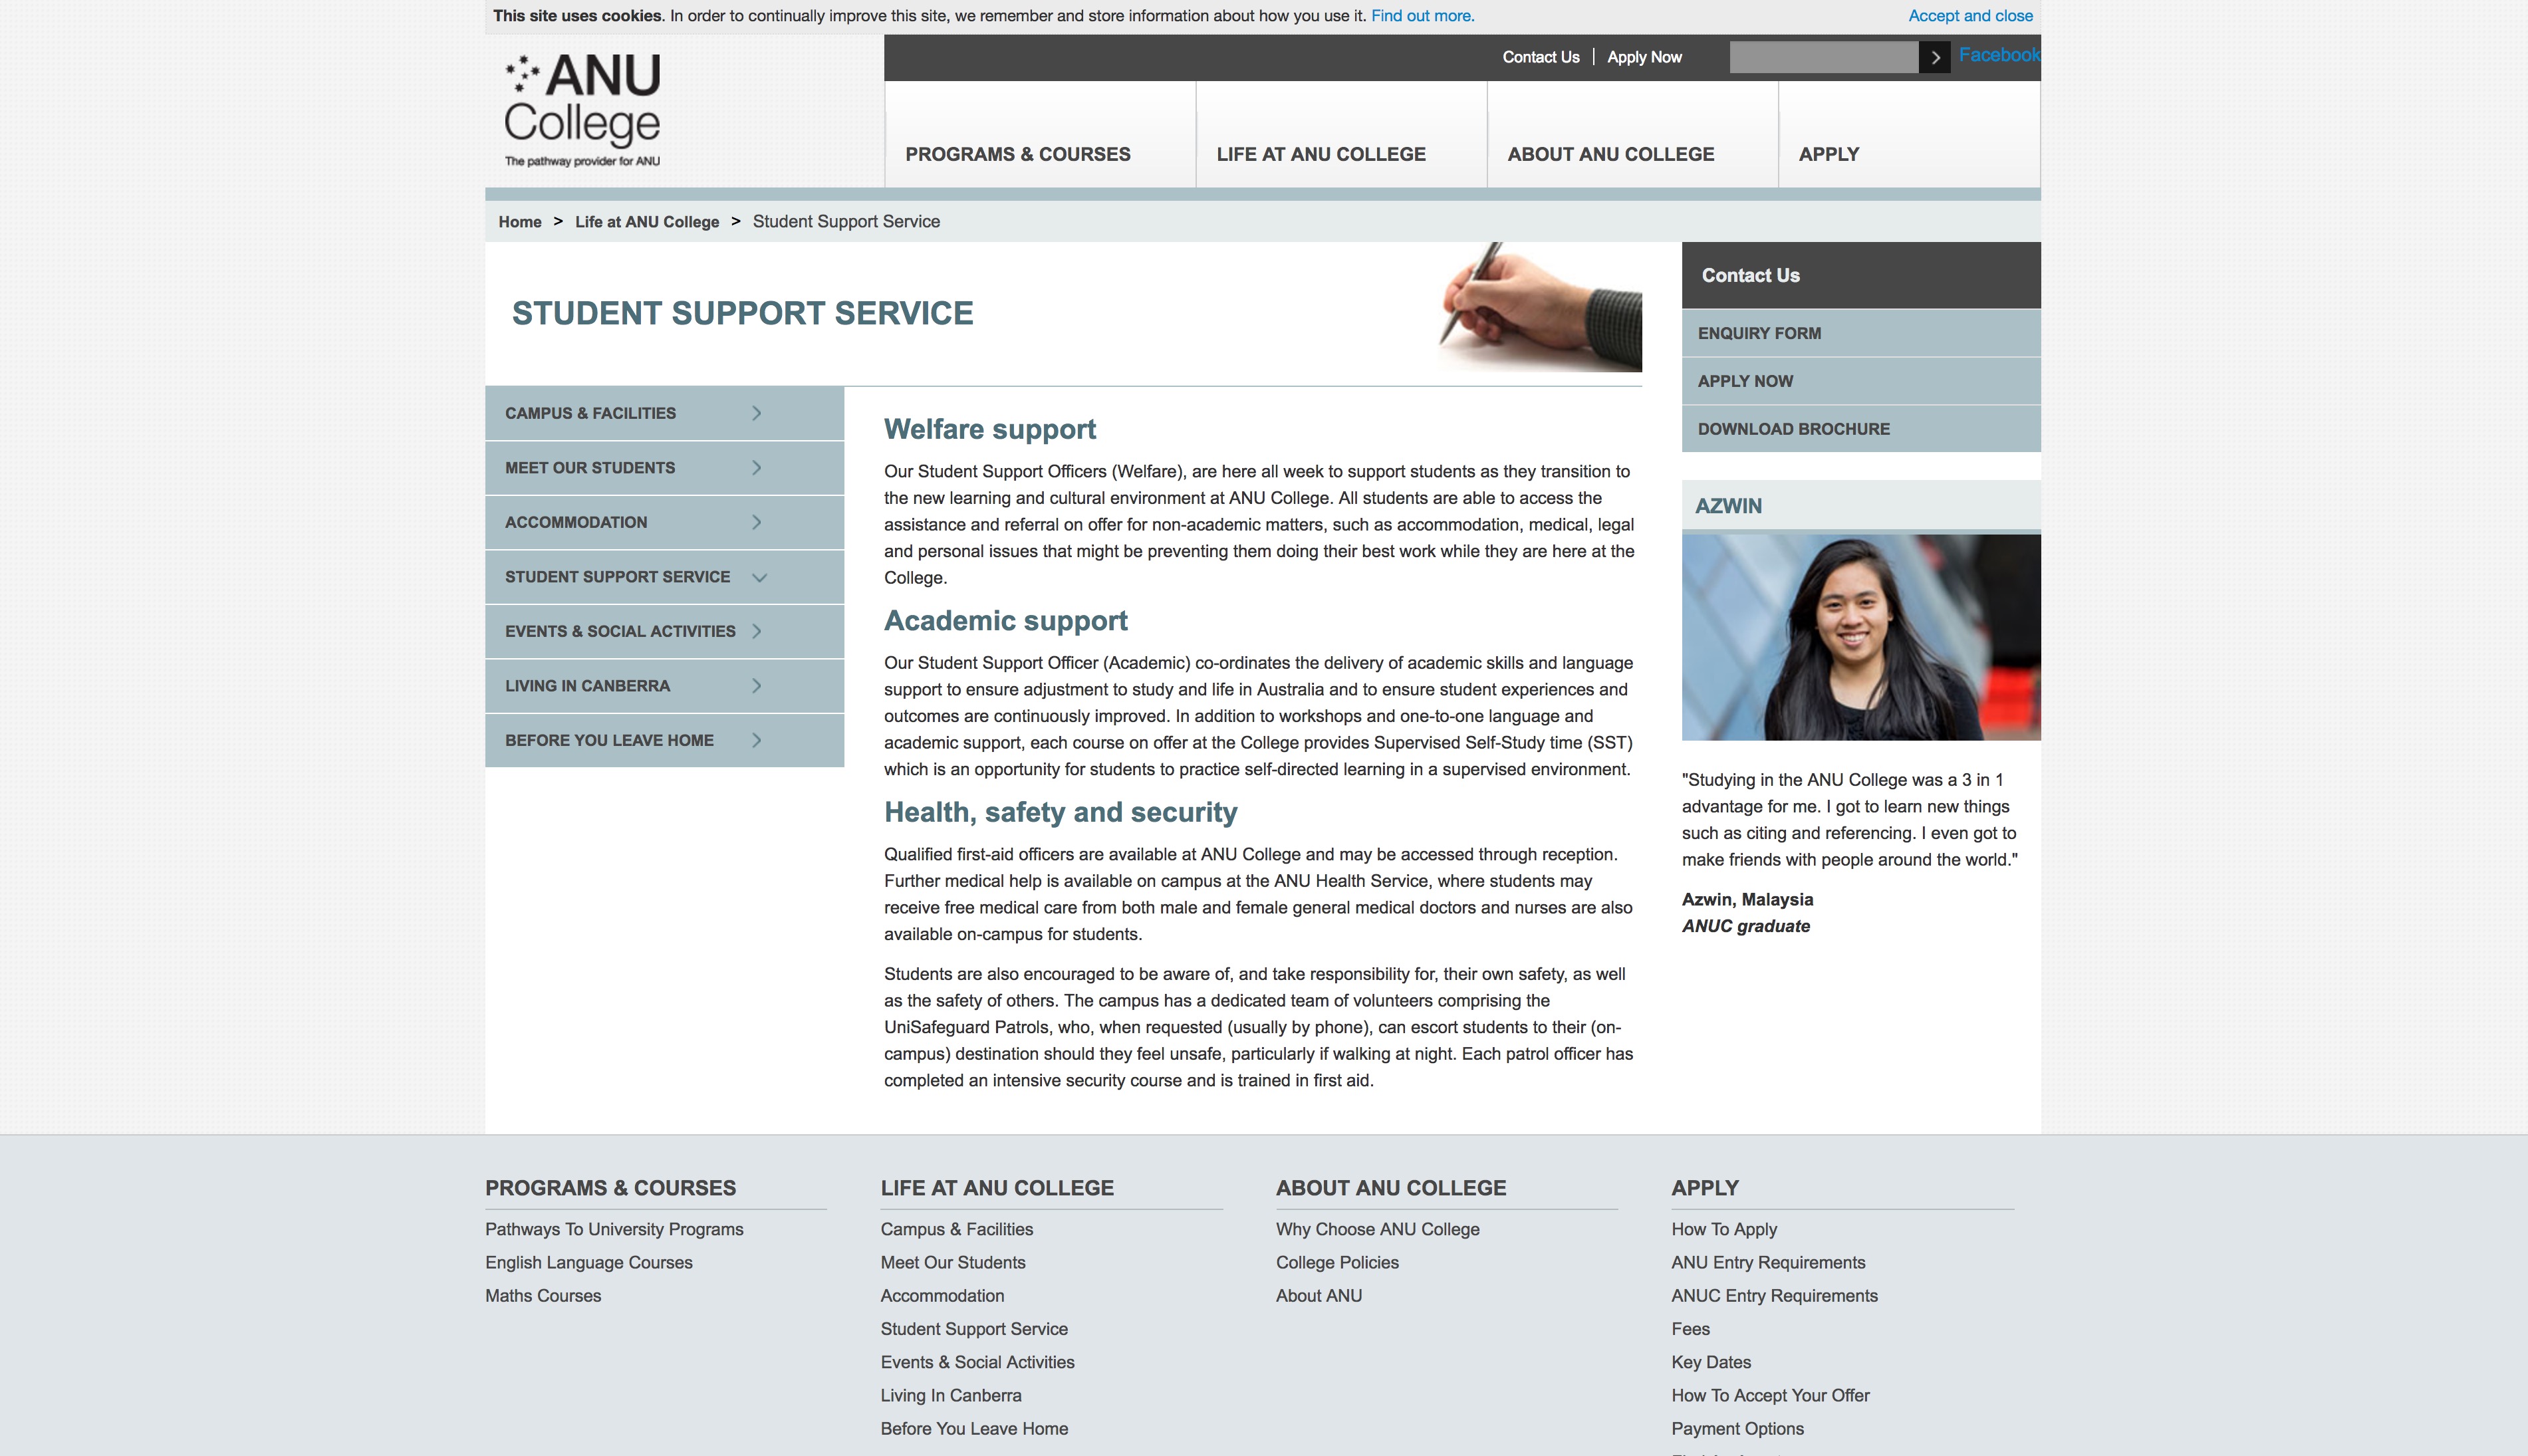 This site uses cookies. In order to continually improve this site, we remember and store information about how you use it. Find out more.
Accept and close
ANU
College
The pathway provider for ANU
Contact Us
Apply Now
Facebook
PROGRAMS & COURSES
LIFE AT ANU COLLEGE
ABOUT ANU COLLEGE
APPLY
Home > Life at ANU College > Student Support Service
STUDENT SUPPORT SERVICE
CAMPUS & FACILITIES
MEET OUR STUDENTS
ACCOMMODATION
STUDENT SUPPORT SERVICE
EVENTS & SOCIAL ACTIVITIES
LIVING IN CANBERRA
BEFORE YOU LEAVE HOME
Welfare support
Our Student Support Officers (Welfare), are here all week to support students as they transition to
the new learning and cultural environment at ANU College. All students are able to access the
assistance and referral on offer for non-academic matters, such as accommodation, medical, legal
and personal issues that might be preventing them doing their best work while they are here at the
College.
Academic support
Our Student Support Officer (Academic) co-ordinates the delivery of academic skills and language
support to ensure adjustment to study and life in Australia and to ensure student experiences and
outcomes are continuously improved. In addition to workshops and one-to-one language and
academic support, each course on offer at the College provides Supervised Self-Study time (SST)
which is an opportunity for students to practice self-directed learning in a supervised environment.
Health, safety and security
Qualified first-aid officers are available at ANU College and may be accessed through reception.
Further medical help is available on campus at the ANU Health Service, where students may
receive free medical care from both male and female general medical doctors and nurses are also
available on-campus for students.
Students are also encouraged to be aware of, and take responsibility for, their own safety, as well
as the safety of others. The campus has a dedicated team of volunteers comprising the
UniSafeguard Patrols, who, when requested (usually by phone), can escort students to their (on-
campus) destination should they feel unsafe, particularly if walking at night. Each patrol officer has
completed an intensive security course and is trained in first aid.
Contact Us
ENQUIRY FORM
APPLY NOW
DOWNLOAD BROCHURE
AZWIN
"Studying in the ANU College was a 3 in 1
advantage for me. I got to learn new things
such as citing and referencing. I even got to
make friends with people around the world."
Azwin, Malaysia
ANUC graduate
PROGRAMS & COURSES
Pathways To University Programs
English Language Courses
Maths Courses
LIFE AT ANU COLLEGE
Campus & Facilities
Meet Our Students
Accommodation
Student Support Service
Events & Social Activities
Living In Canberra
Before You Leave Home
ABOUT ANU COLLEGE
Why Choose ANU College
College Policies
About ANU
APPLY
How To Apply
ANU Entry Requirements
ANUC Entry Requirements
Fees
Key Dates
How To Accept Your Offer
Payment Options